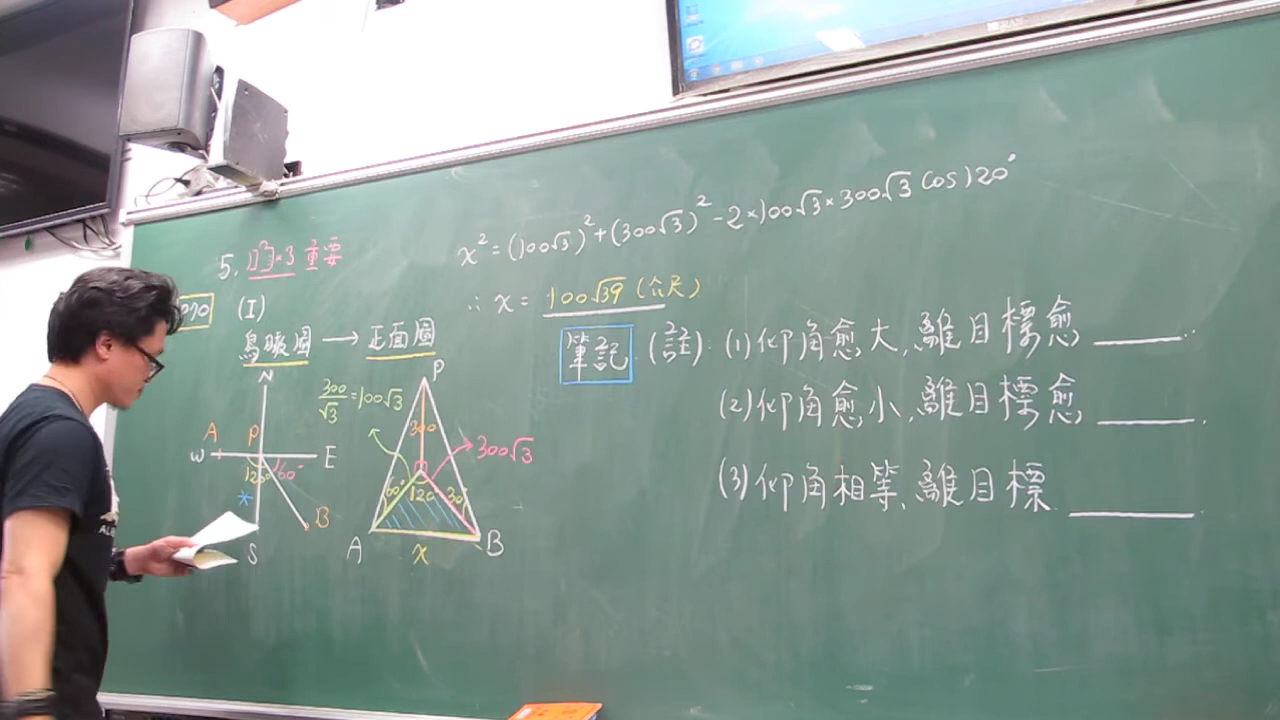 x² = (100√3)² + (300√3)² - 2×100√3×300√3 cos120°
∴ x = 100√39 (公尺)
5. 例3 重要
(I)
鳥瞰圖 → 正面圖
筆記 (註): (1) 仰角愈大, 離目標愈
(2) 仰角愈小, 離目標愈
(3) 仰角相等, 離目標
N
W
A
P
E
120°
60°
*
B
S
300/√3 = 100√3
P
300
300√3
60°
120
30
A
x
B